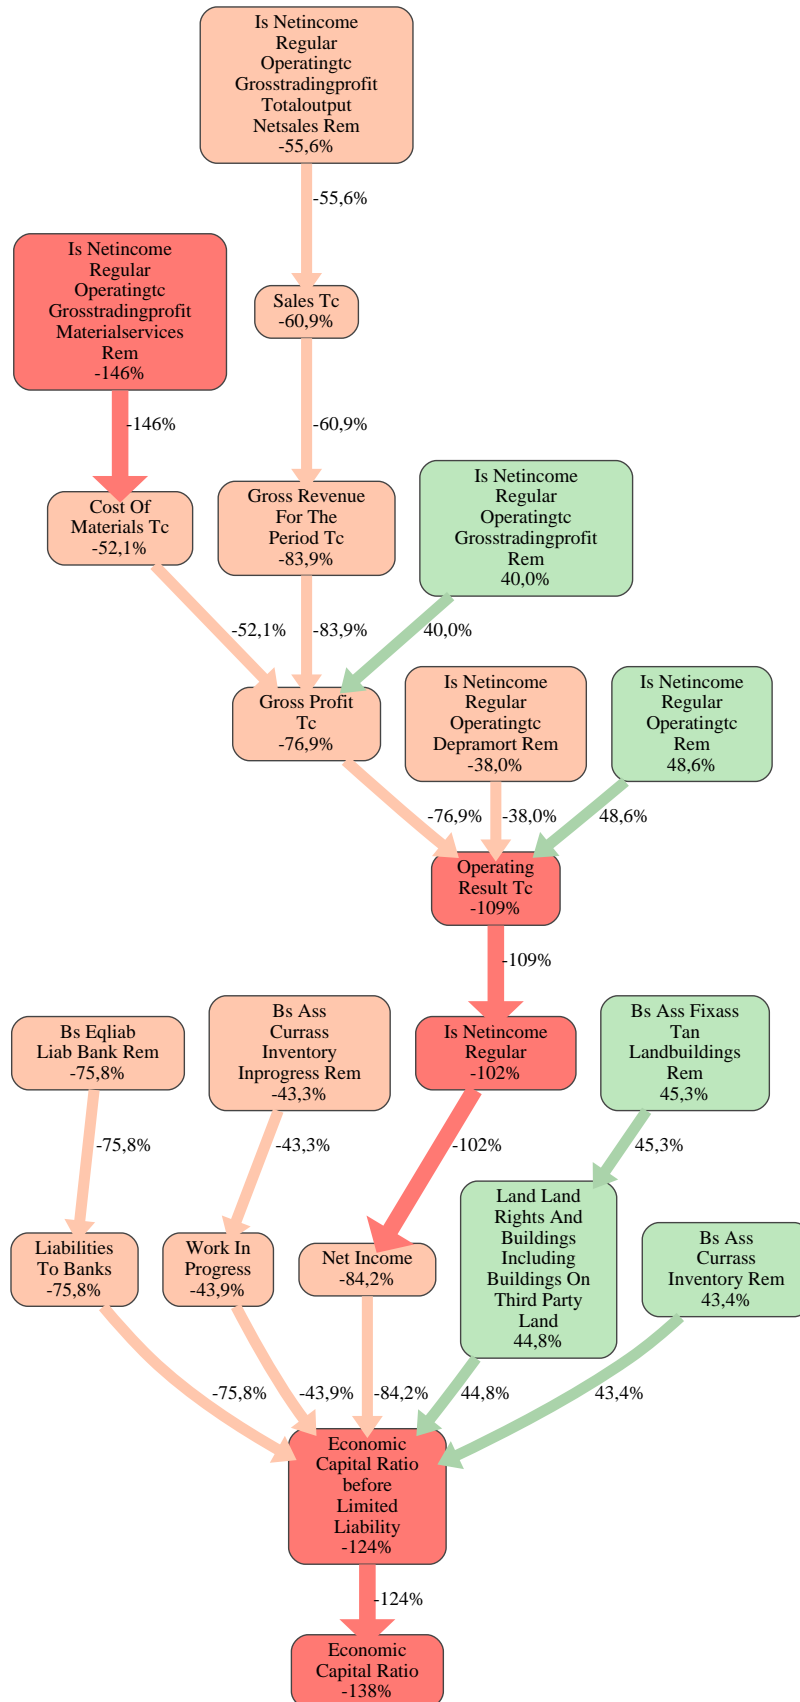 Is Netincome
Regular
Operatingtc
Grosstradingprofit
Totaloutput
Netsales Rem
-55,6%
-55,6%
Is Netincome
Regular
Operatingtc
Grosstradingprofit
Materialservices
Rem
-146%
Sales Tc
-60,9%
-146%
-60,9%
Cost Of
Materials Tc
-52,1%
Gross Revenue
For The
Period Tc
-83,9%
Is Netincome
Regular
Operatingtc
Grosstradingprofit
Rem
40,0%
-52,1%
-83,9%
40,0%
Gross Profit
Tc
-76,9%
Is Netincome
Regular
Operatingtc
Depramort Rem
-38,0%
Is Netincome
Regular
Operatingtc
Rem
48,6%
-76,9%
-38,0%
48,6%
Operating
Result Tc
-109%
-109%
Bs Eqliab
Liab Bank Rem
-75,8%
Bs Ass
Currass
Inventory
Inprogress Rem
-43,3%
Is Netincome
Regular
-102%
Bs Ass Fixass
Tan
Landbuildings
Rem
45,3%
-75,8%
-43,3%
-102%
45,3%
Liabilities
To Banks
-75,8%
Work In
Progress
-43,9%
Net Income
-84,2%
Land Land
Rights And
Buildings
Including
Buildings On
Third Party
Land
44,8%
Bs Ass
Currass
Inventory Rem
43,4%
-75,8%
-43,9%
-84,2%
44,8%
43,4%
Economic
Capital Ratio
before
Limited
Liability
-124%
-124%
Economic
Capital Ratio
-138%